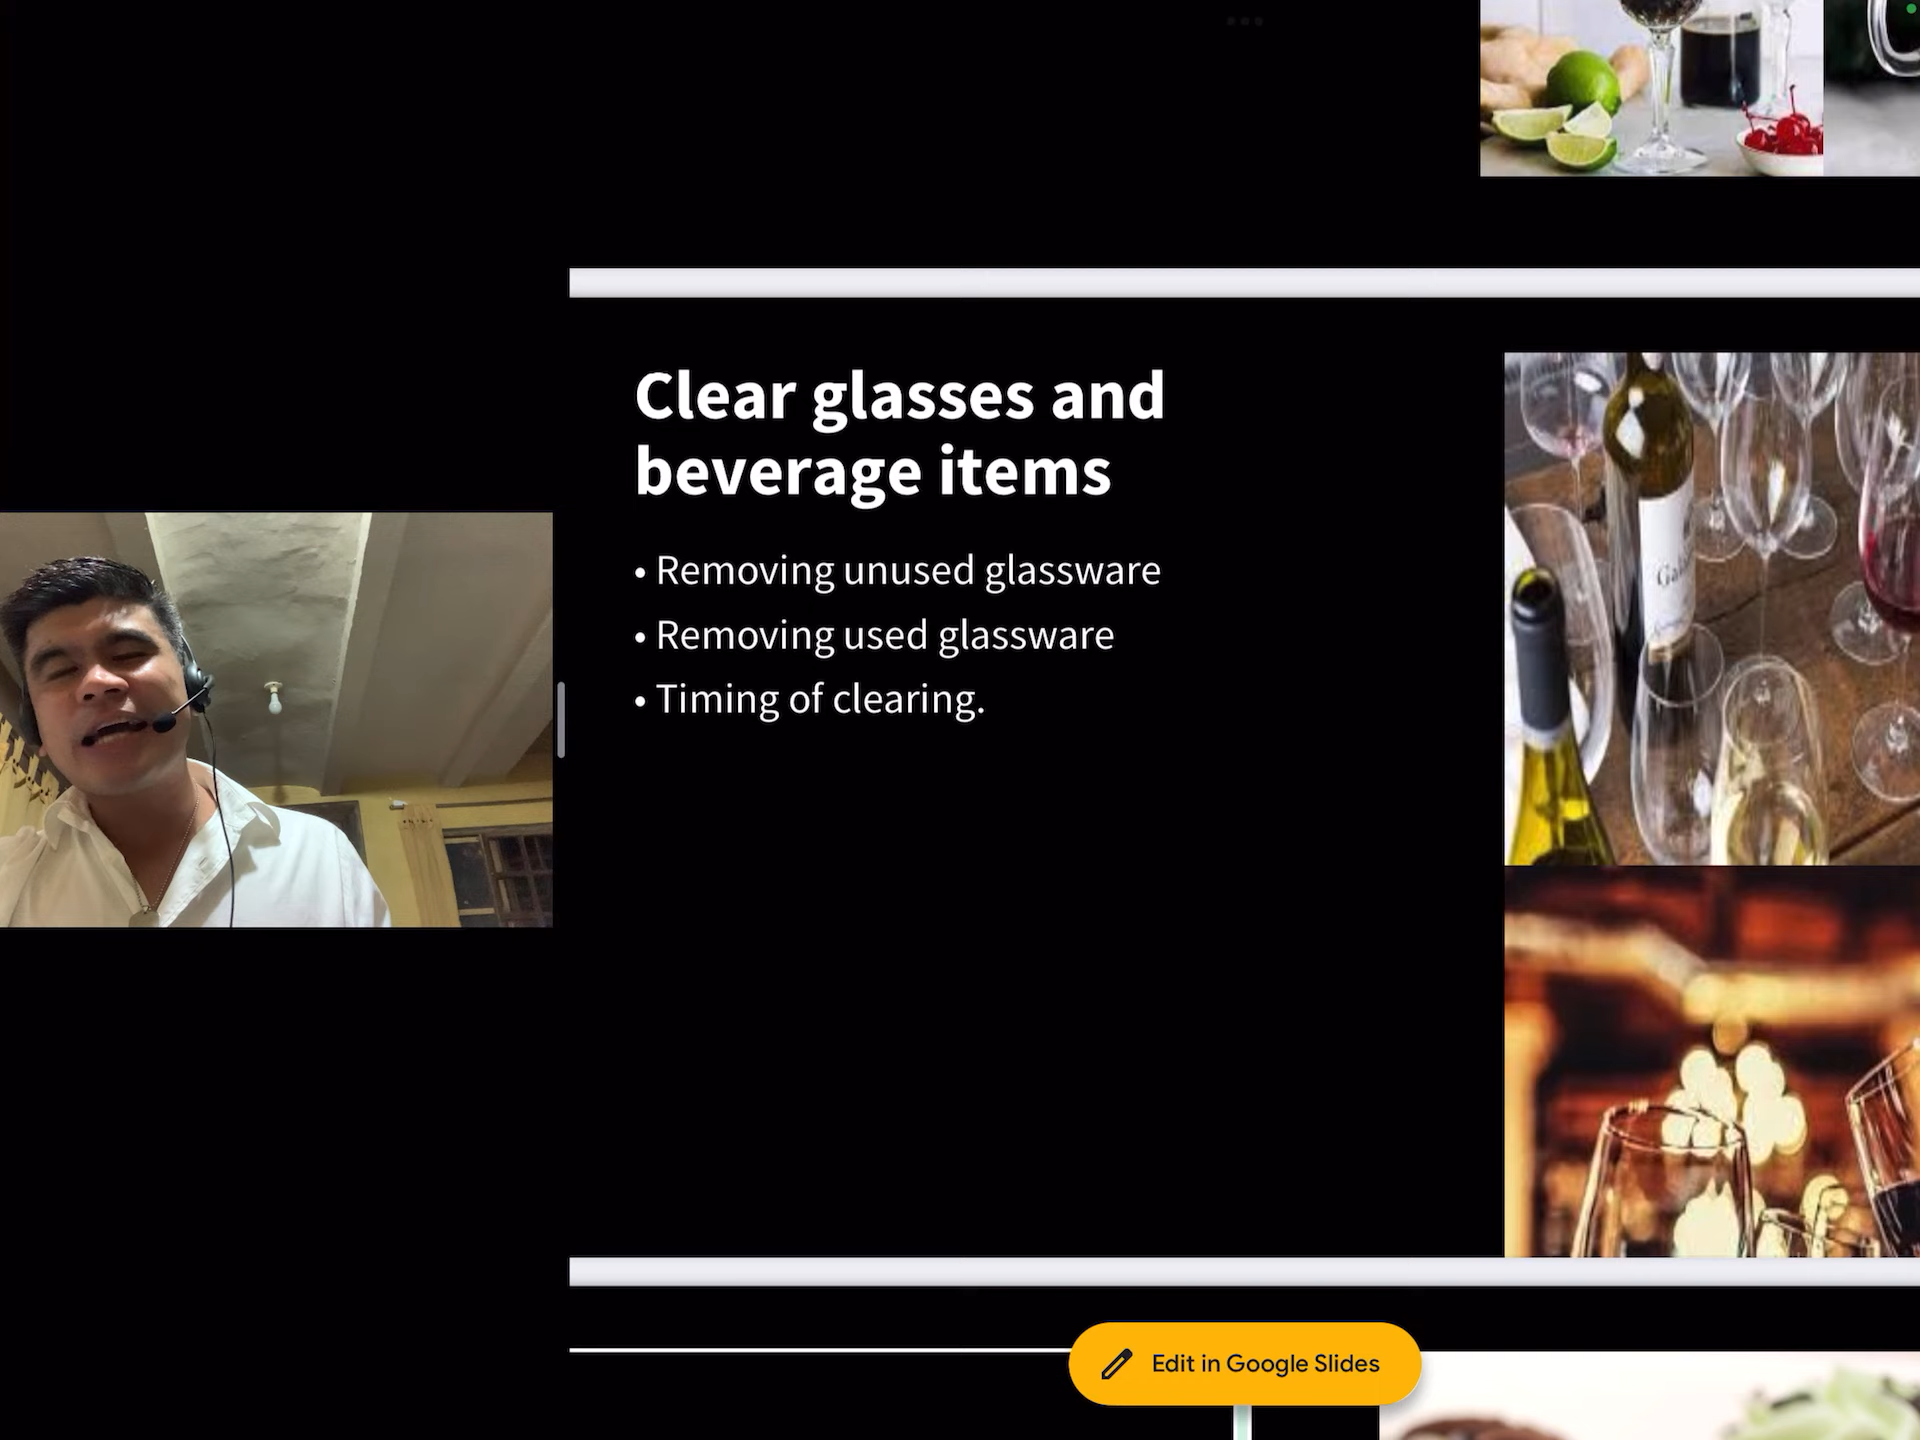 Clear glasses and
beverage items
• Removing unused glassware
• Removing used glassware
• Timing of clearing.
Edit in Google Slides